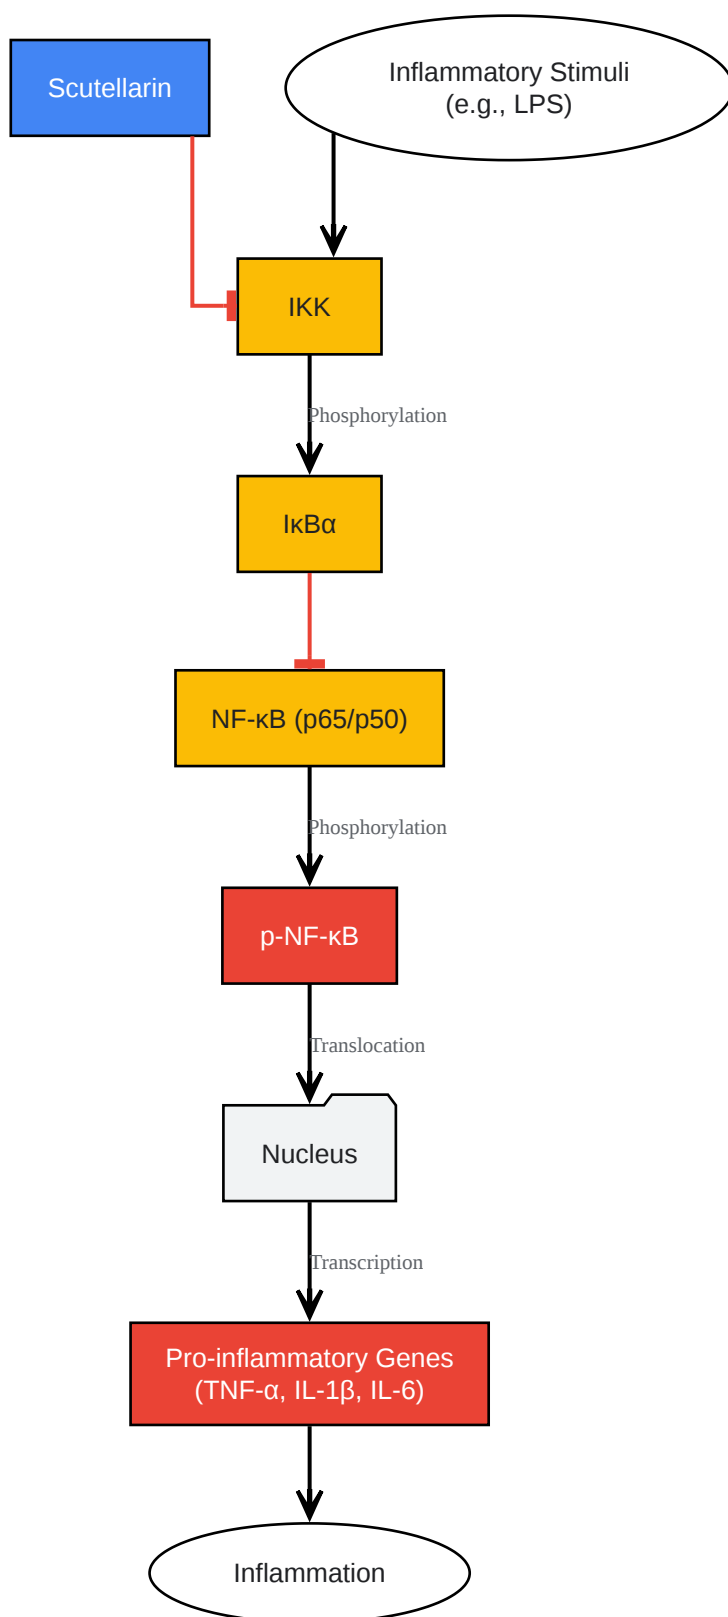 Scutellarin
Inflammatory Stimuli
(e.g., LPS)
IKK
Phosphorylation
IκBα
NF-κB (p65/p50)
Phosphorylation
p-NF-κB
Translocation
Nucleus
Transcription
Pro-inflammatory Genes
(TNF-α, IL-1β, IL-6)
Inflammation